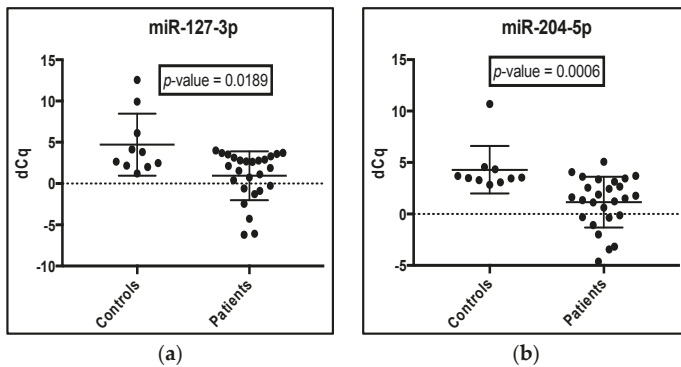 miR-127-3p
p-value = 0.0189
dCq
15
10
5
0
-5
-10
Controls
Patients
(a)
miR-204-5p
p-value = 0.0006
dCq
15
10
5
0
-5
Controls
Patients
(b)